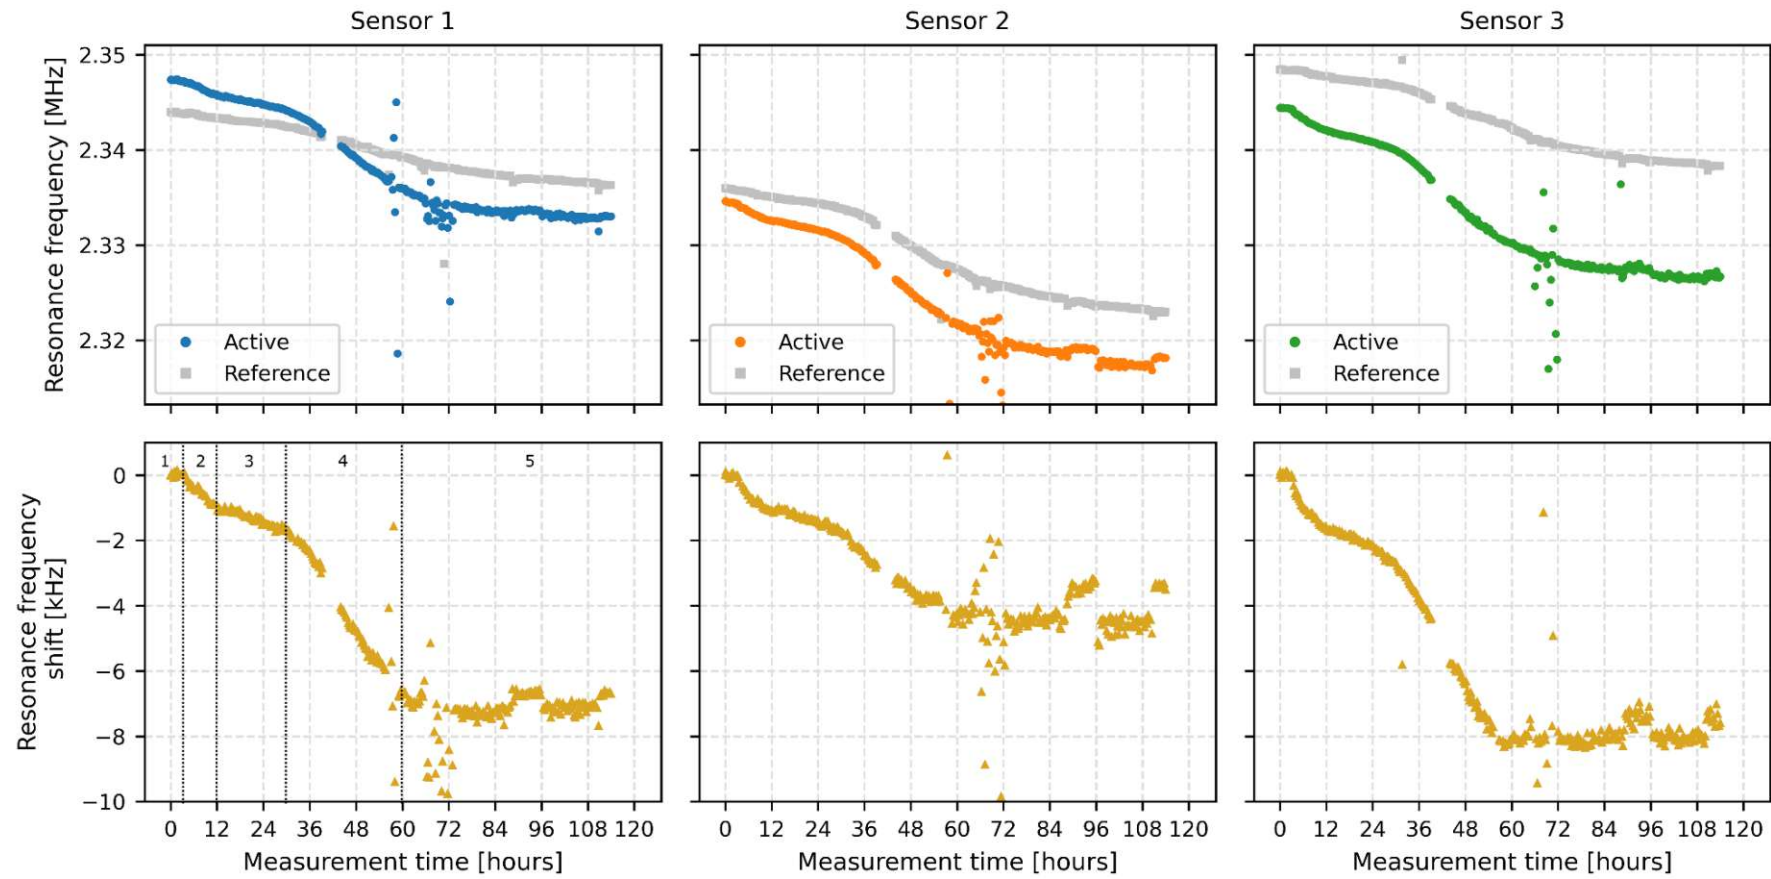 Sensor 1
Sensor 2
Sensor 3
Resonance frequency [MHz]
2.35
2.34
2.33
2.32
Active
Reference
Active
Reference
Active
Reference
Resonance frequency
shift [kHz]
0
−2
−4
−6
−8
−10
1 2 3 4 5
0 12 24 36 48 60 72 84 96 108 120
0 12 24 36 48 60 72 84 96 108 120
0 12 24 36 48 60 72 84 96 108 120
Measurement time [hours]
Measurement time [hours]
Measurement time [hours]